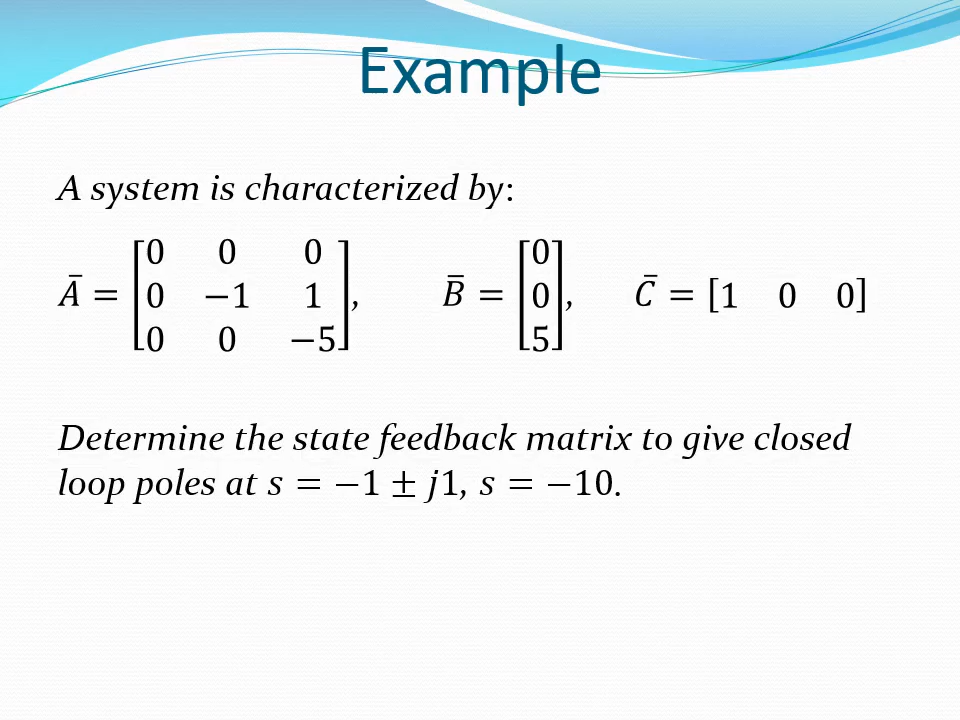 Example
A system is characterized by:
Ā = [0 0 0
0 −1 1
0 0 −5], B̄ = [0
0
5], C̄ = [1 0 0]
Determine the state feedback matrix to give closed
loop poles at s = −1 ± j1, s = −10.